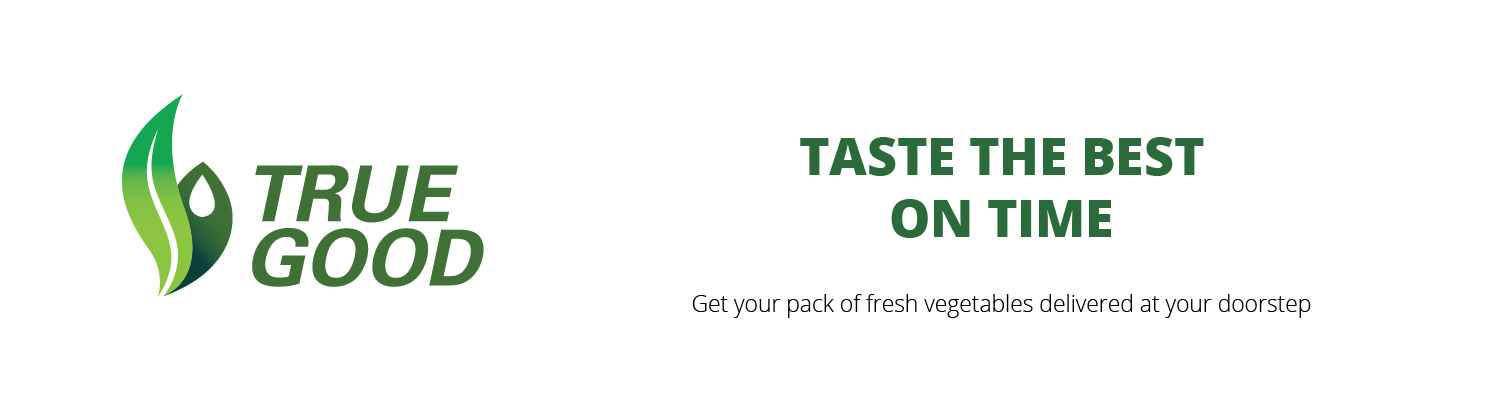 TRUE
GOOD
TASTE THE BEST
ON TIME
Get your pack of fresh vegetables delivered at your doorstep